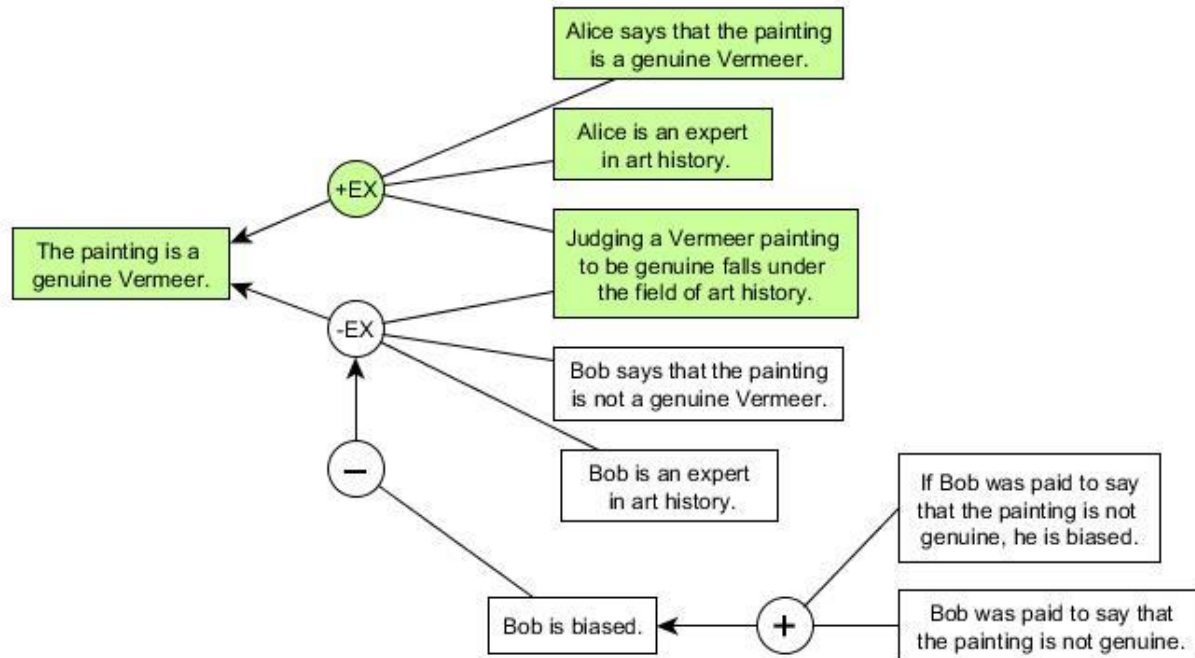 Alice says that the painting
is a genuine Vermeer.
Alice is an expert
in art history.
+EX
Judging a Vermeer painting
to be genuine falls under
the field of art history.
The painting is a
genuine Vermeer.
-EX
Bob says that the painting
is not a genuine Vermeer.
Bob is an expert
in art history.
−
If Bob was paid to say
that the painting is not
genuine, he is biased.
Bob is biased.
+
Bob was paid to say that
the painting is not genuine.